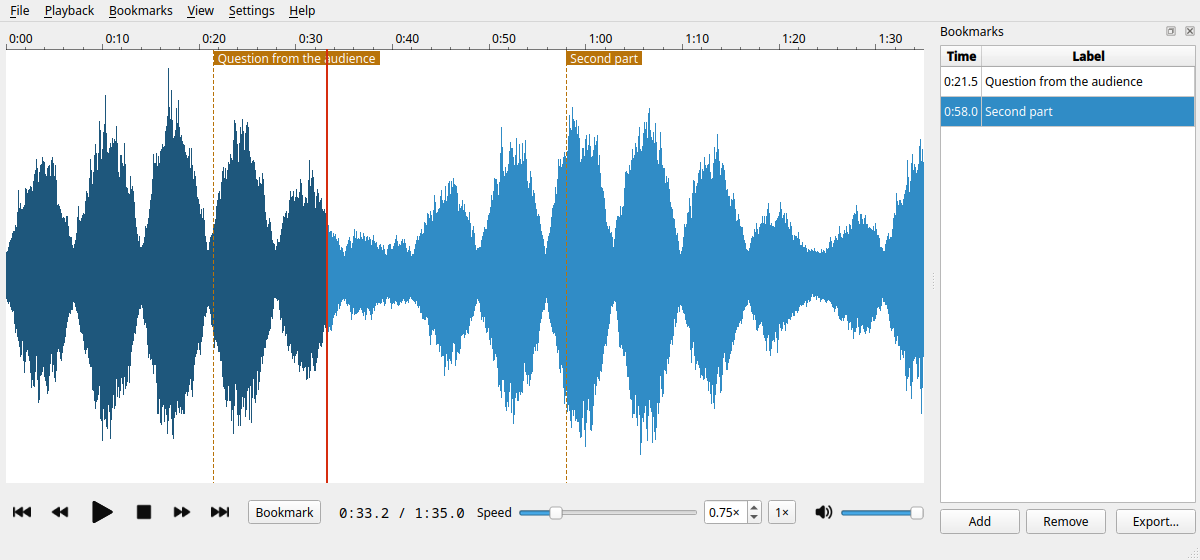 File Playback Bookmarks View Settings Help
0:00 0:10 0:20 0:30 0:40 0:50 1:00 1:10 1:20 1:30
Question from the audience Second part
Bookmarks
Time Label
0:21.5 Question from the audience
0:58.0 Second part
Bookmark 0:33.2 / 1:35.0 Speed 0.75× 1×
Add Remove Export...